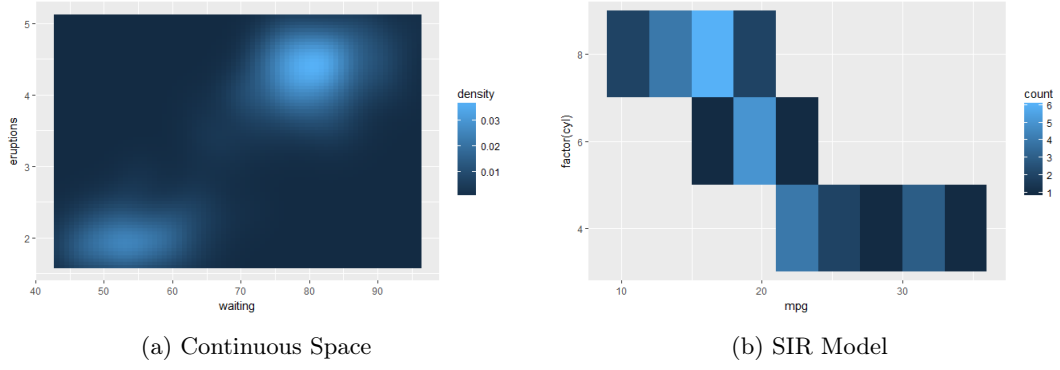 5
4
3
2
eruptions
40 50 60 70 80 90
waiting
density
0.03
0.02
0.01
(a) Continuous Space
8
6
4
factor(cyl)
10 20 30
mpg
count
6
5
4
3
2
1
(b) SIR Model